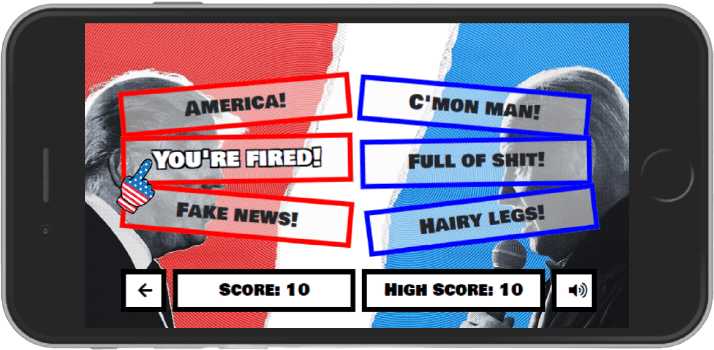 AMERICA!
C'MON MAN!
YOU'RE FIRED!
FULL OF SHIT!
FAKE NEWS!
HAIRY LEGS!
SCORE: 10
HIGH SCORE: 10